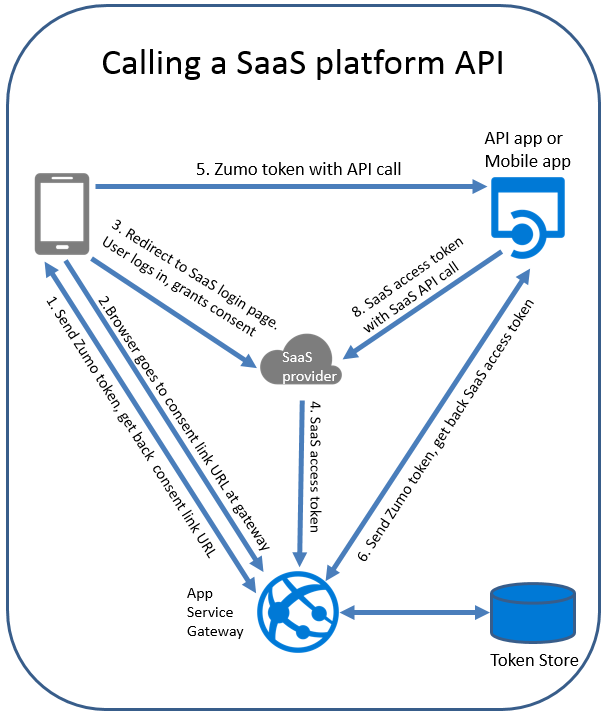 Calling a SaaS platform API
API app or
Mobile app
5. Zumo token with API call
3. Redirect to SaaS login page.
User logs in, grants consent
8. SaaS access token
with SaaS API call
SaaS
provider
2.Browser goes to consent link URL at gateway
1. Send Zumo token, get back consent link URL
4. SaaS access token
6. Send Zumo token, get back SaaS access token
App
Service
Gateway
Token Store